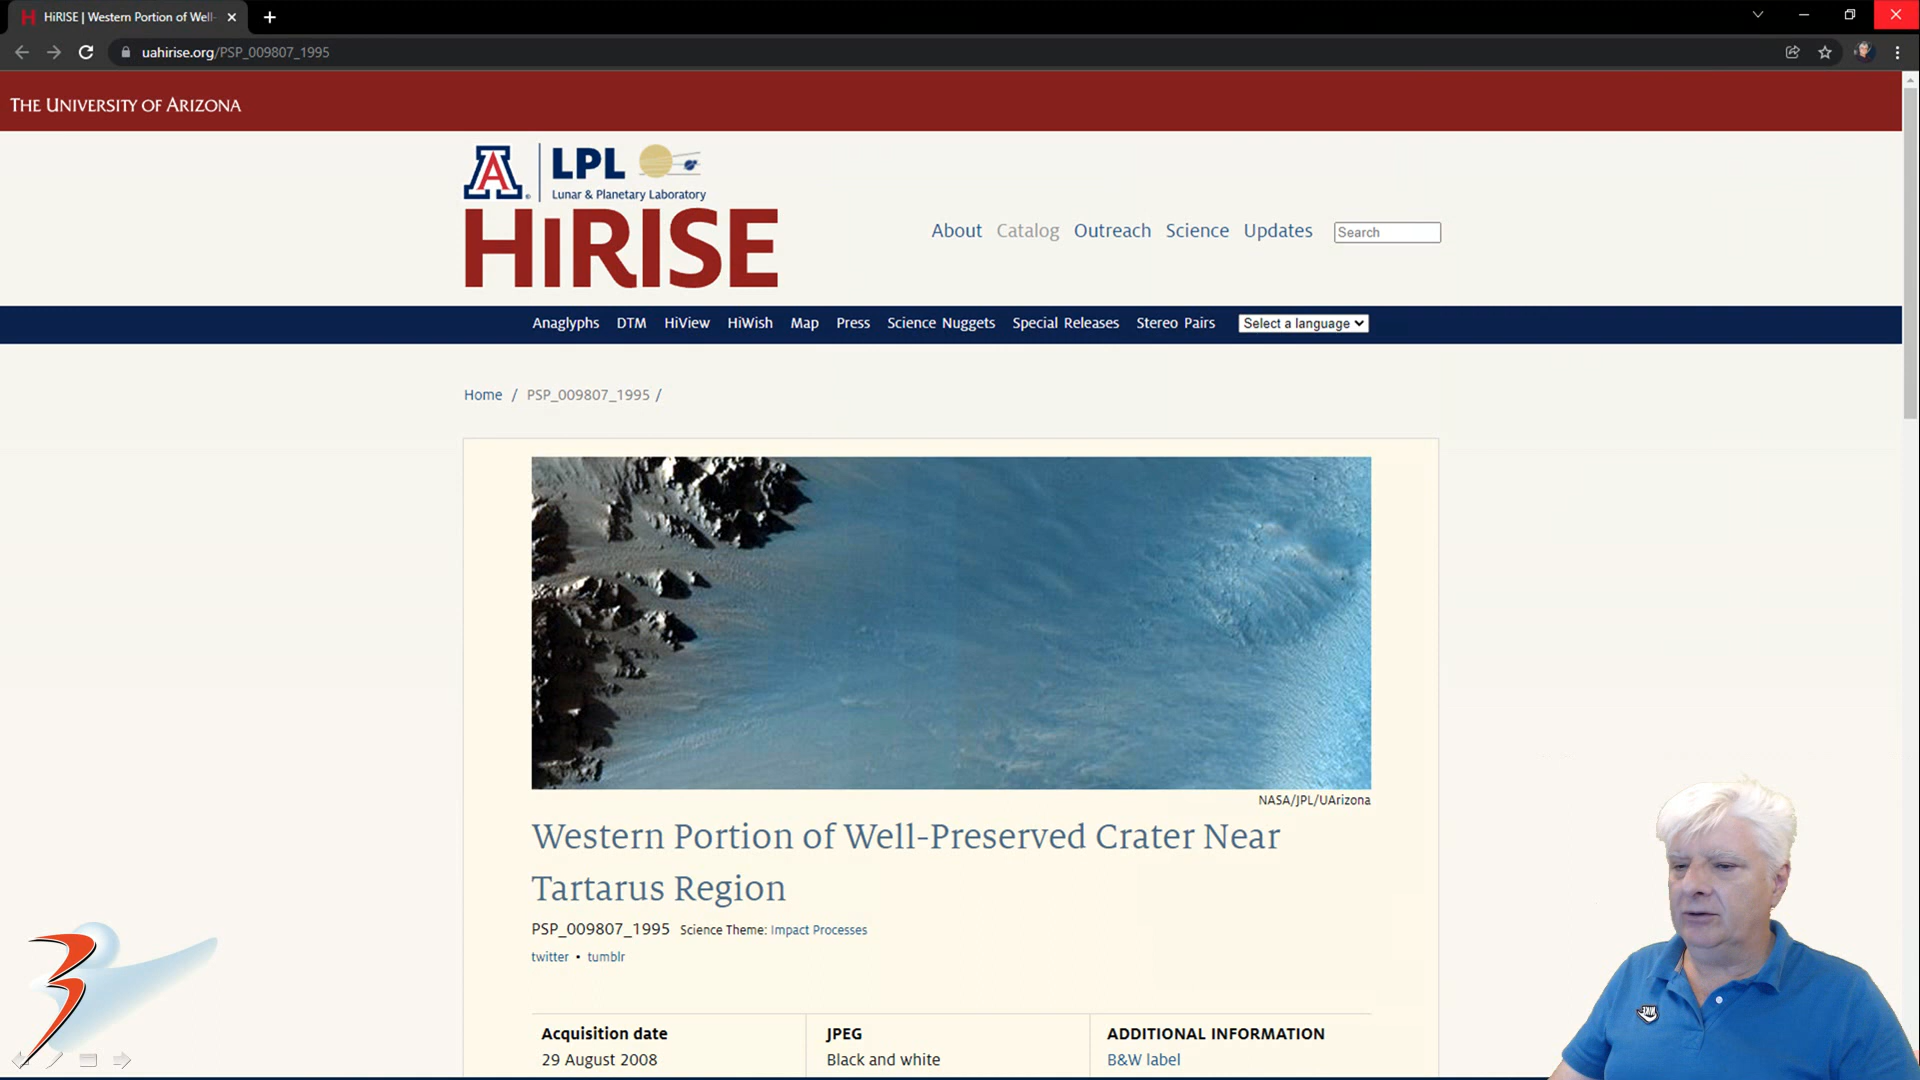 HiRISE | Western Portion of Well-
uahirise.org/PSP_009807_1995
THE UNIVERSITY OF ARIZONA
A LPL
Lunar & Planetary Laboratory
HiRISE
About Catalog Outreach Science Updates Search
Anaglyphs DTM HiView HiWish Map Press Science Nuggets Special Releases Stereo Pairs Select a language
Home / PSP_009807_1995 /
NASA/JPL/UArizona
Western Portion of Well-Preserved Crater Near
Tartarus Region
PSP_009807_1995 Science Theme: Impact Processes
twitter • tumblr
Acquisition date
29 August 2008
JPEG
Black and white
ADDITIONAL INFORMATION
B&W label